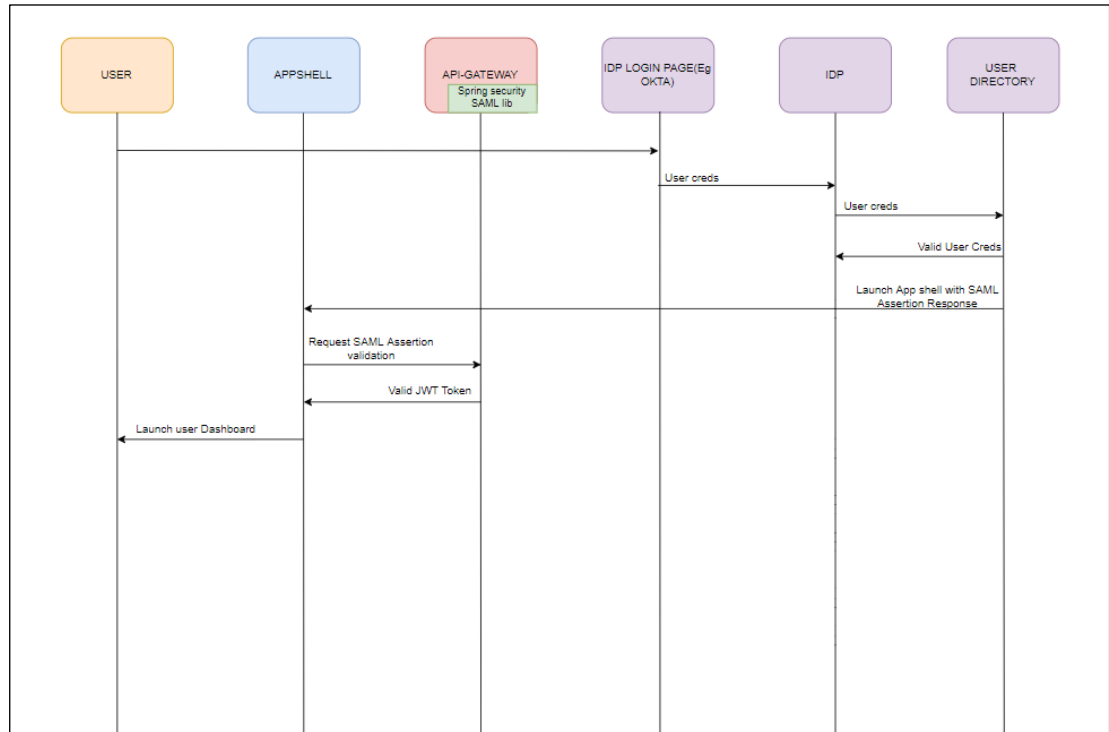 USER
APPSHELL
API-GATEWAY
Spring security
SAML lib
IDP LOGIN PAGE(Eg
OKTA)
IDP
USER
DIRECTORY
User creds
User creds
Valid User Creds
Launch App shell with SAML
Assertion Response
Request SAML Assertion
validation
Valid JWT Token
Launch user Dashboard